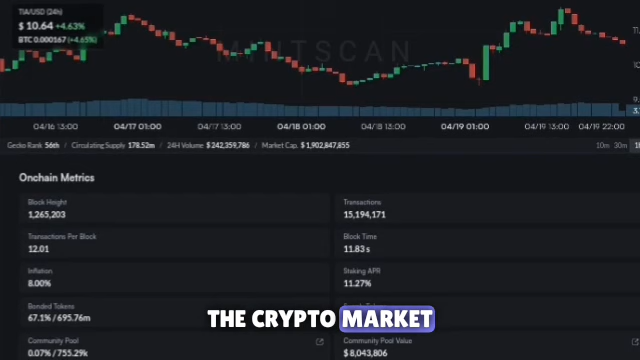 TIA/USD (24h)
$ 10.64 +4.63%
BTC 0.000167 (+4.65%)
MINTSCAN
11.
10.
9.
3.
04/16 13:00 04/17 01:00 04/17 13:00 04/18 01:00 04/18 13:00 04/19 01:00 04/19 13:00 04/19 22:00
Gecko Rank 56th / Circulating Supply 178.52m / 24H Volume $ 242,359,786 / Market Cap $ 1,902,847,855 10m 30m
Onchain Metrics
Block Height Transactions
1,265,203 15,194,171
Transactions Per Block Block Time
12.01 11.83 s
Inflation Staking APR
8.00% 11.27%
Bonded Tokens
67.1% / 695.76m
THE CRYPTO MARKET
Community Pool Community Pool Value
0.07% / 755.29k $ 8,043,806